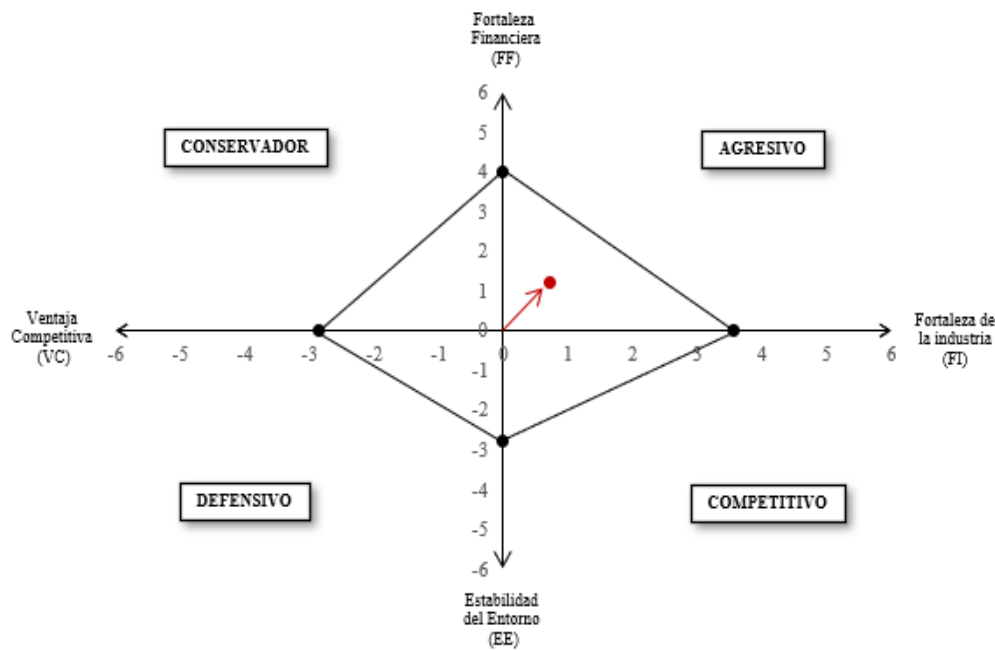 Fortaleza
Financiera
(FF)
6
5
4
3
2
1
0
-1
-2
-3
-4
-5
-6
CONSERVADOR
AGRESIVO
Ventaja
Competitiva
(VC)
-6 -5 -4 -3 -2 -1 0 1 2 3 4 5 6
Fortaleza de
la industria
(FI)
DEFENSIVO
COMPETITIVO
Estabilidad
del Entorno
(EE)